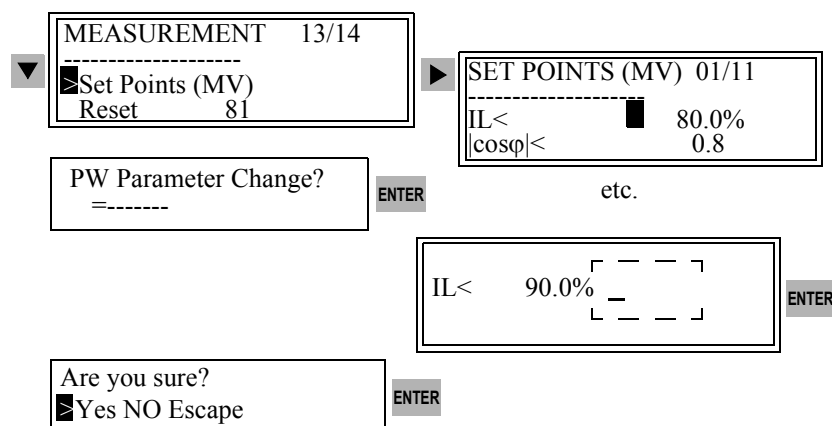 MEASUREMENT 13/14
--------------------
>Set Points (MV)
Reset 81
SET POINTS (MV) 01/11
--------------------
IL< 80.0%
|cosφ|< 0.8
etc.
PW Parameter Change?
=-------
ENTER
IL< 90.0% _
ENTER
Are you sure?
>Yes NO Escape
ENTER